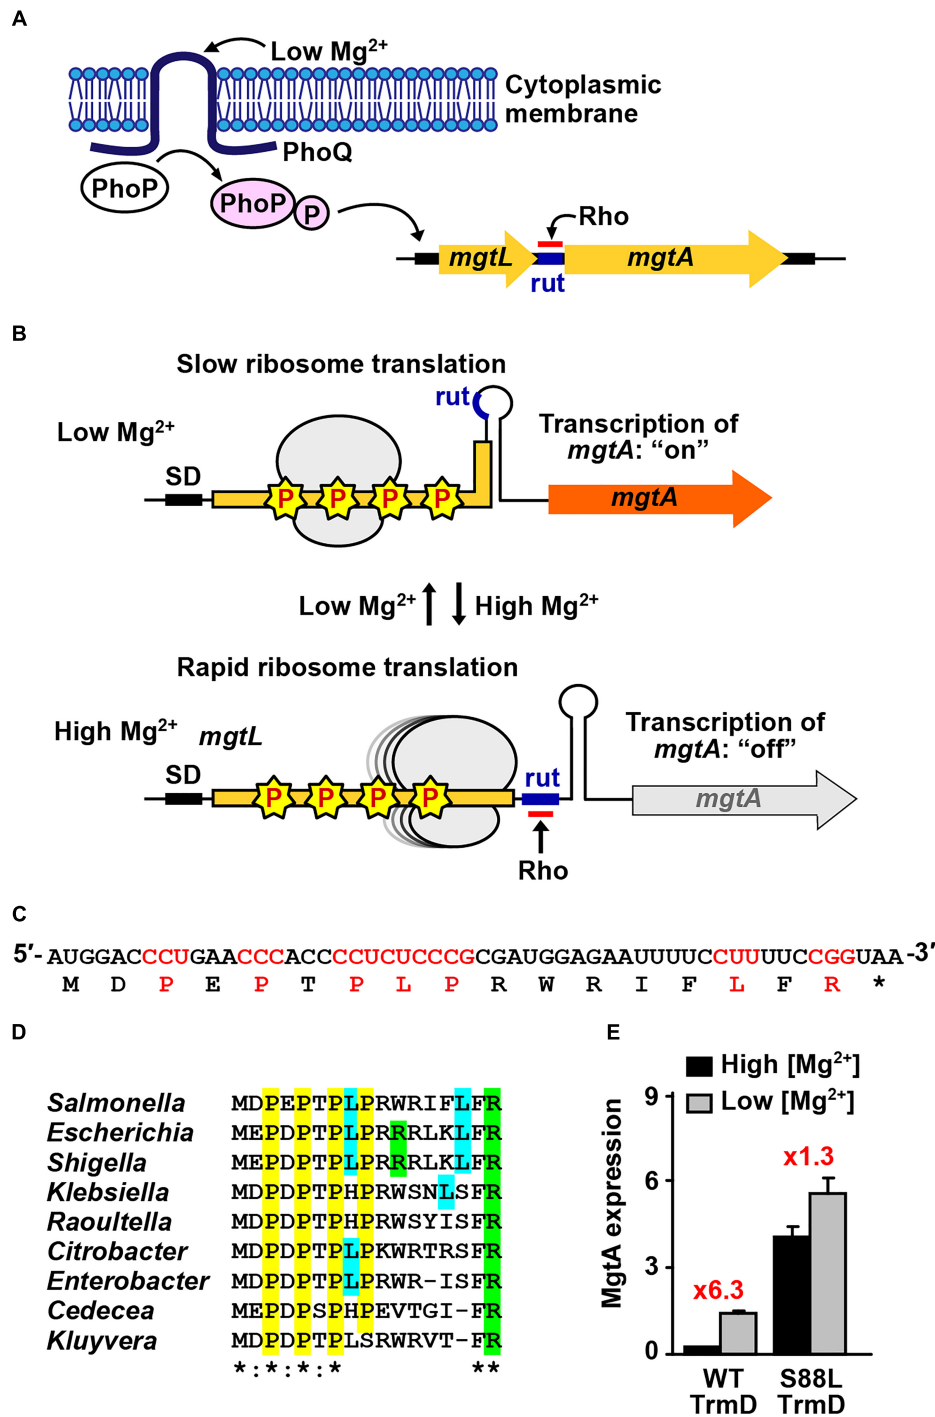 A
Low Mg2+
Cytoplasmic
membrane
PhoQ
PhoP
PhoP P
Rho
mgtL mgtA
rut
B
Slow ribosome translation
rut
Low Mg2+
Transcription of
mgtA: “on”
SD
P P P P
mgtA
Low Mg2+ High Mg2+
Rapid ribosome translation
High Mg2+ mgtL
Transcription of
mgtA: “off”
SD
rut
P P P P
mgtA
Rho
C
5′-AUGGACCCUGAACCCACCCCUCUCCCGCGAUGGAGAAUUUUCCUUUUCCGGUAA-3′
M D P E P T P L P R W R I F L F R *
D
Salmonella MDPEPTPLPRWRIFLFR
Escherichia MEPDPTPLPRRRLKLFR
Shigella MEPDPTPLPRRRLKLFR
Klebsiella MDPDPTPHPRWSNLSFR
Raoultella MDPDPTPHPRWSYISFR
Citrobacter MDPDPTPLPKWRTRSFR
Enterobacter MDPDPTPLPRWR-ISFR
Cedecea MEPDPSPHPEVTGI-FR
Kluyvera MDPDPTPLSRWRVT-FR
*:*:*:* **
E
High [Mg2+]
Low [Mg2+]
MgtA expression
9
6
3
0
x6.3
x1.3
WT S88L
TrmD TrmD